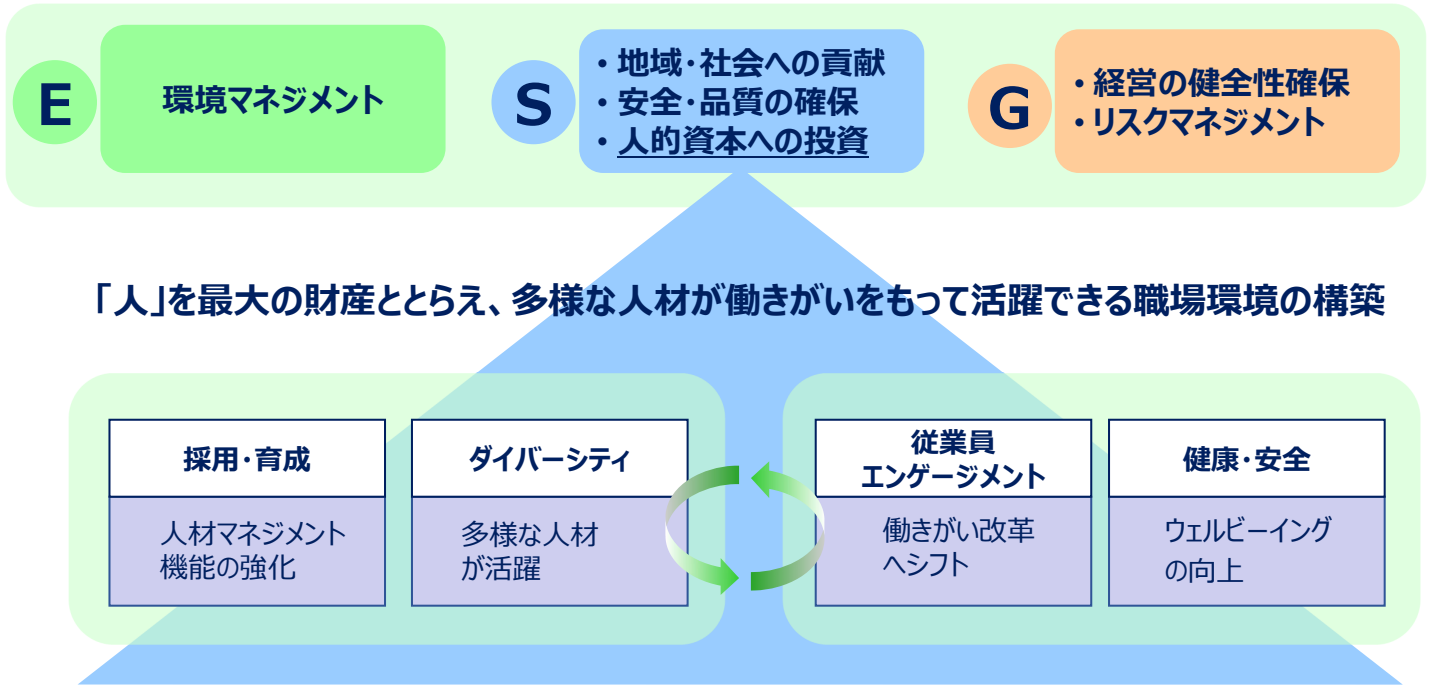 E
環境マネジメント
S
・地域・社会への貢献
・安全・品質の確保
・人的資本への投資
G
・経営の健全性確保
・リスクマネジメント
「人」を最大の財産ととらえ、多様な人材が働きがいをもって活躍できる職場環境の構築
採用・育成
人材マネジメント
機能の強化
ダイバーシティ
多様な人材
が活躍
従業員
エンゲージメント
働きがい改革
へシフト
健康・安全
ウェルビーイング
の向上